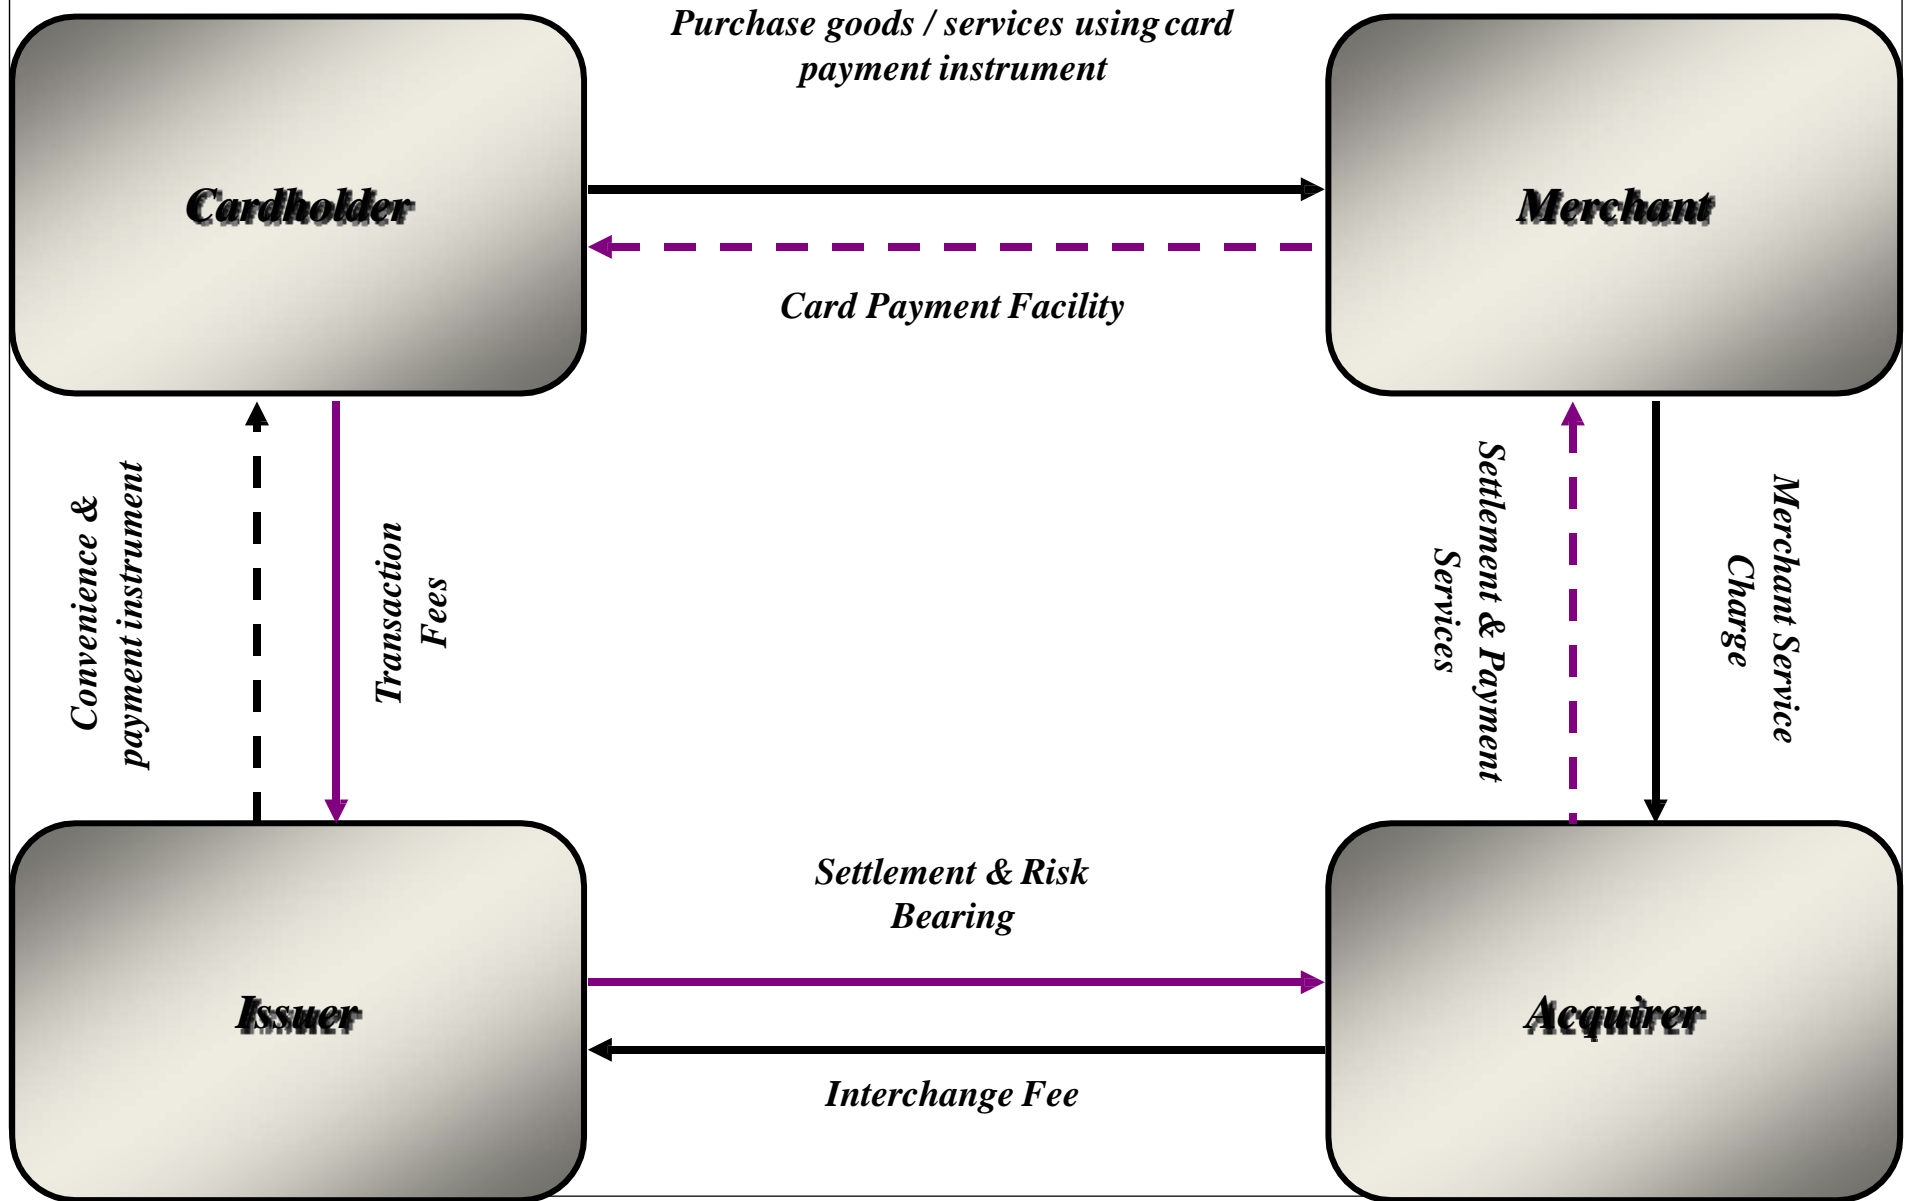 Purchase goods / services using card
payment instrument
Cardholder
Merchant
Card Payment Facility
Convenience &
payment instrument
Transaction
Fees
Settlement & Payment
Services
Merchant Service
Charge
Settlement & Risk
Bearing
Issuer
Acquirer
Interchange Fee